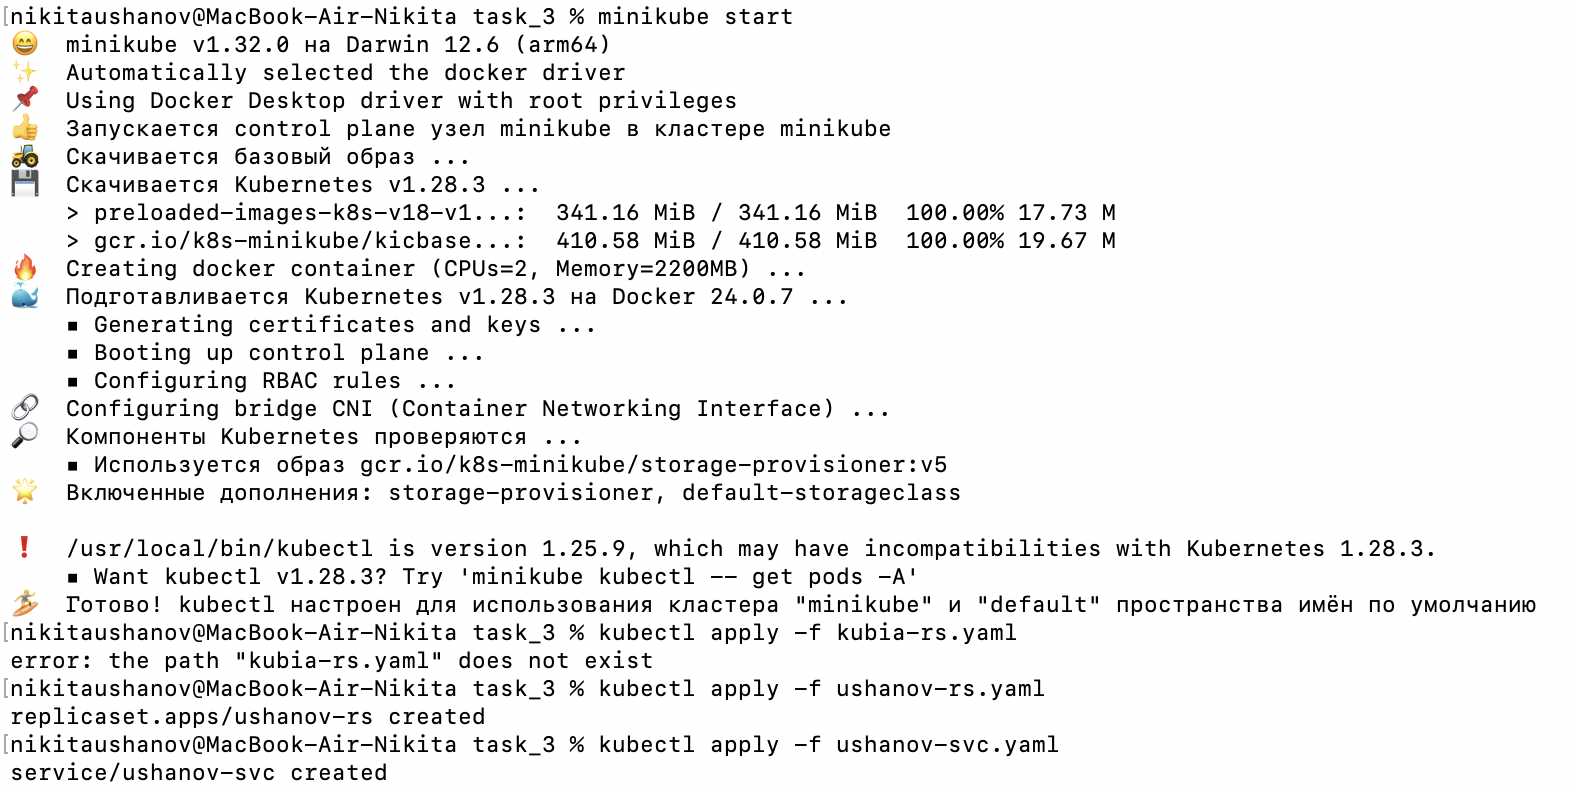 nikitaushanov@MacBook-Air-Nikita task_3 % minikube start
😄  minikube v1.32.0 на Darwin 12.6 (arm64)
✨  Automatically selected the docker driver
📌  Using Docker Desktop driver with root privileges
👍  Запускается control plane узел minikube в кластере minikube
🚜  Скачивается базовый образ ...
💾  Скачивается Kubernetes v1.28.3 ...
    > preloaded-images-k8s-v18-v1...:  341.16 MiB / 341.16 MiB  100.00% 17.73 M
    > gcr.io/k8s-minikube/kicbase...:  410.58 MiB / 410.58 MiB  100.00% 19.67 M
🔥  Creating docker container (CPUs=2, Memory=2200MB) ...
🐳  Подготавливается Kubernetes v1.28.3 на Docker 24.0.7 ...
    ▪ Generating certificates and keys ...
    ▪ Booting up control plane ...
    ▪ Configuring RBAC rules ...
🔗  Configuring bridge CNI (Container Networking Interface) ...
🔎  Компоненты Kubernetes проверяются ...
    ▪ Используется образ gcr.io/k8s-minikube/storage-provisioner:v5
🌟  Включенные дополнения: storage-provisioner, default-storageclass
❗  /usr/local/bin/kubectl is version 1.25.9, which may have incompatibilities with Kubernetes 1.28.3.
    ▪ Want kubectl v1.28.3? Try 'minikube kubectl -- get pods -A'
🏄  Готово! kubectl настроен для использования кластера "minikube" и "default" пространства имён по умолчанию
nikitaushanov@MacBook-Air-Nikita task_3 % kubectl apply -f kubia-rs.yaml
error: the path "kubia-rs.yaml" does not exist
nikitaushanov@MacBook-Air-Nikita task_3 % kubectl apply -f ushanov-rs.yaml
replicaset.apps/ushanov-rs created
nikitaushanov@MacBook-Air-Nikita task_3 % kubectl apply -f ushanov-svc.yaml
service/ushanov-svc created